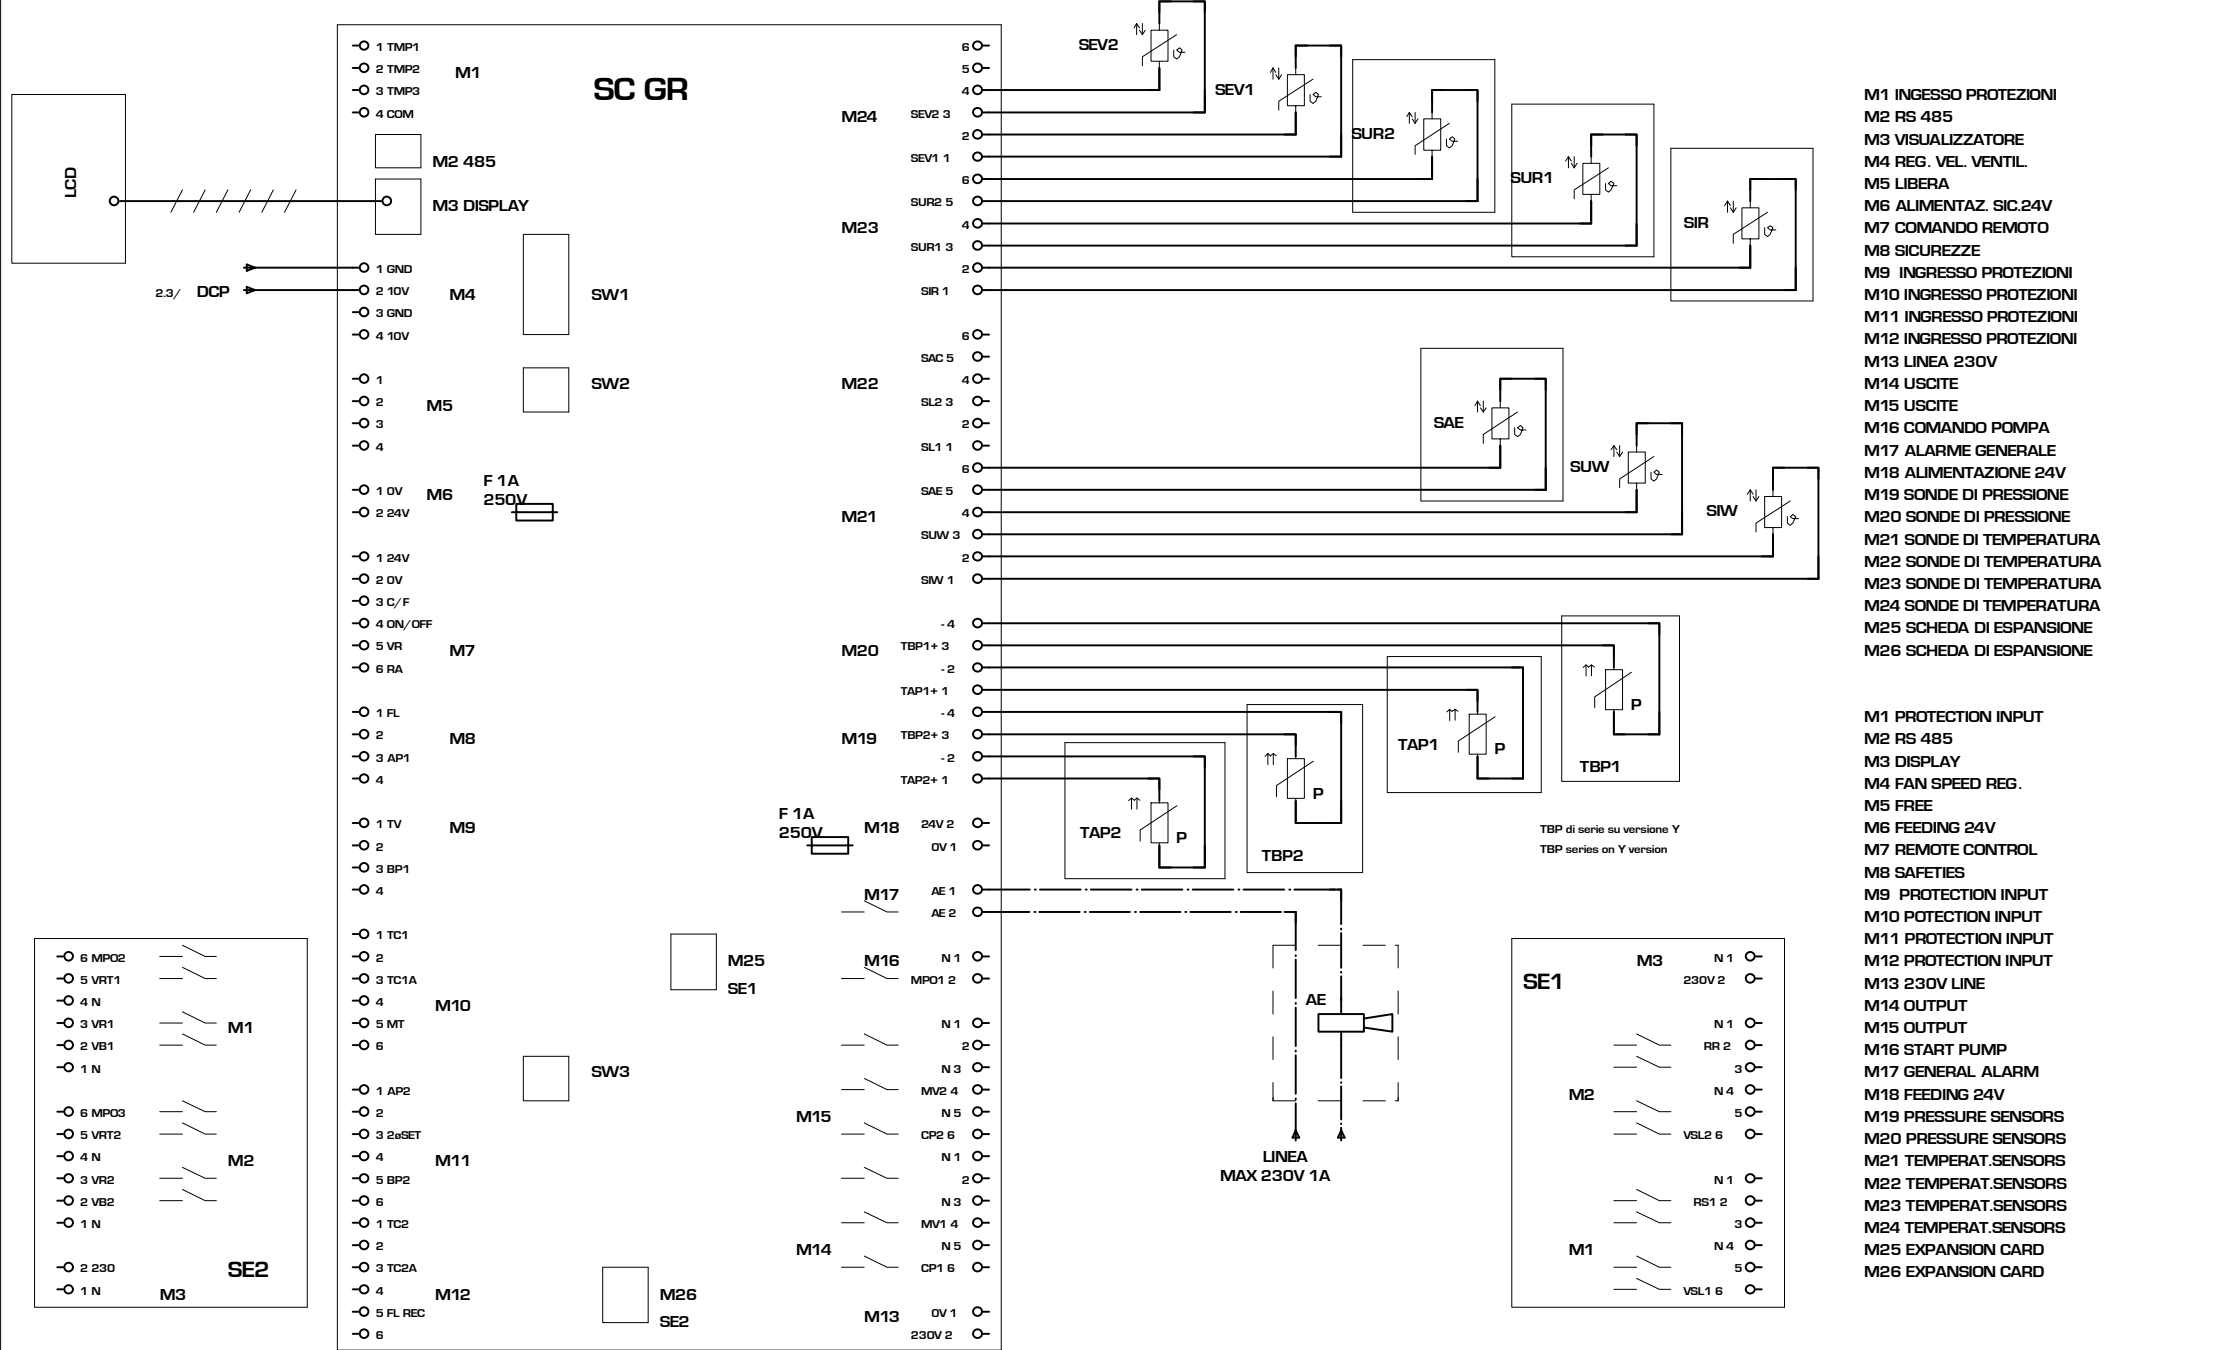 LCD
2.3/ DCP
SC GR
1 TMP1
2 TMP2
3 TMP3
4 COM
M1
M2 485
M3 DISPLAY
1 GND
2 10V
3 GND
4 10V
M4
SW1
1
2
3
4
M5
SW2
1 0V
2 24V
M6
F 1A
250V
1 24V
2 0V
3 C/F
4 ON/OFF
5 VR
6 RA
M7
1 FL
2
3 AP1
4
M8
1 TV
2
3 BP1
4
M9
1 TC1
2
3 TC1A
4
5 MT
6
M10
1 AP2
2
3 2øSET
4
5 BP2
6
M11
1 TC2
2
3 TC2A
4
5 FL REC
6
M12
M25
SE1
SW3
M26
SE2
6
5
4
SEV2 3
2
SEV1 1
M24
6
SUR2 5
4
SUR1 3
2
SIR 1
M23
6
SAC 5
4
SL2 3
2
SL1 1
M22
6
SAE 5
4
SUW 3
2
SIW 1
M21
- 4
TBP1+ 3
- 2
TAP1+ 1
M20
- 4
TBP2+ 3
- 2
TAP2+ 1
M19
F 1A
250V
M18
24V 2
0V 1
M17
AE 1
AE 2
M16
N 1
MPO1 2
N 1
2
N 3
MV2 4
N 5
CP2 6
M15
N 1
2
N 3
MV1 4
N 5
CP1 6
M14
M13
0V 1
230V 2
6 MPO2
5 VRT1
4 N
3 VR1
2 VB1
1 N
M1
6 MPO3
5 VRT2
4 N
3 VR2
2 VB2
1 N
M2
2 230
1 N
M3
SE2
SEV2
SEV1
SUR2
SUR1
SIR
SAE
SUW
SIW
TAP2
P
TBP2
P
TAP1
P
TBP1
P
TBP di serie su versione Y
TBP series on Y version
AE
LINEA
MAX 230V 1A
SE1
M3
N 1
230V 2
M2
N 1
RR 2
3
N 4
5
VSL2 6
M1
N 1
RS1 2
3
N 4
5
VSL1 6
M1 INGESSO PROTEZIONI
M2 RS 485
M3 VISUALIZZATORE
M4 REG. VEL. VENTIL.
M5 LIBERA
M6 ALIMENTAZ. SIC.24V
M7 COMANDO REMOTO
M8 SICUREZZE
M9 INGRESSO PROTEZIONI
M10 INGRESSO PROTEZIONI
M11 INGRESSO PROTEZIONI
M12 INGRESSO PROTEZIONI
M13 LINEA 230V
M14 USCITE
M15 USCITE
M16 COMANDO POMPA
M17 ALARME GENERALE
M18 ALIMENTAZIONE 24V
M19 SONDE DI PRESSIONE
M20 SONDE DI PRESSIONE
M21 SONDE DI TEMPERATURA
M22 SONDE DI TEMPERATURA
M23 SONDE DI TEMPERATURA
M24 SONDE DI TEMPERATURA
M25 SCHEDA DI ESPANSIONE
M26 SCHEDA DI ESPANSIONE
M1 PROTECTION INPUT
M2 RS 485
M3 DISPLAY
M4 FAN SPEED REG.
M5 FREE
M6 FEEDING 24V
M7 REMOTE CONTROL
M8 SAFETIES
M9 PROTECTION INPUT
M10 POTECTION INPUT
M11 PROTECTION INPUT
M12 PROTECTION INPUT
M13 230V LINE
M14 OUTPUT
M15 OUTPUT
M16 START PUMP
M17 GENERAL ALARM
M18 FEEDING 24V
M19 PRESSURE SENSORS
M20 PRESSURE SENSORS
M21 TEMPERAT.SENSORS
M22 TEMPERAT.SENSORS
M23 TEMPERAT.SENSORS
M24 TEMPERAT.SENSORS
M25 EXPANSION CARD
M26 EXPANSION CARD